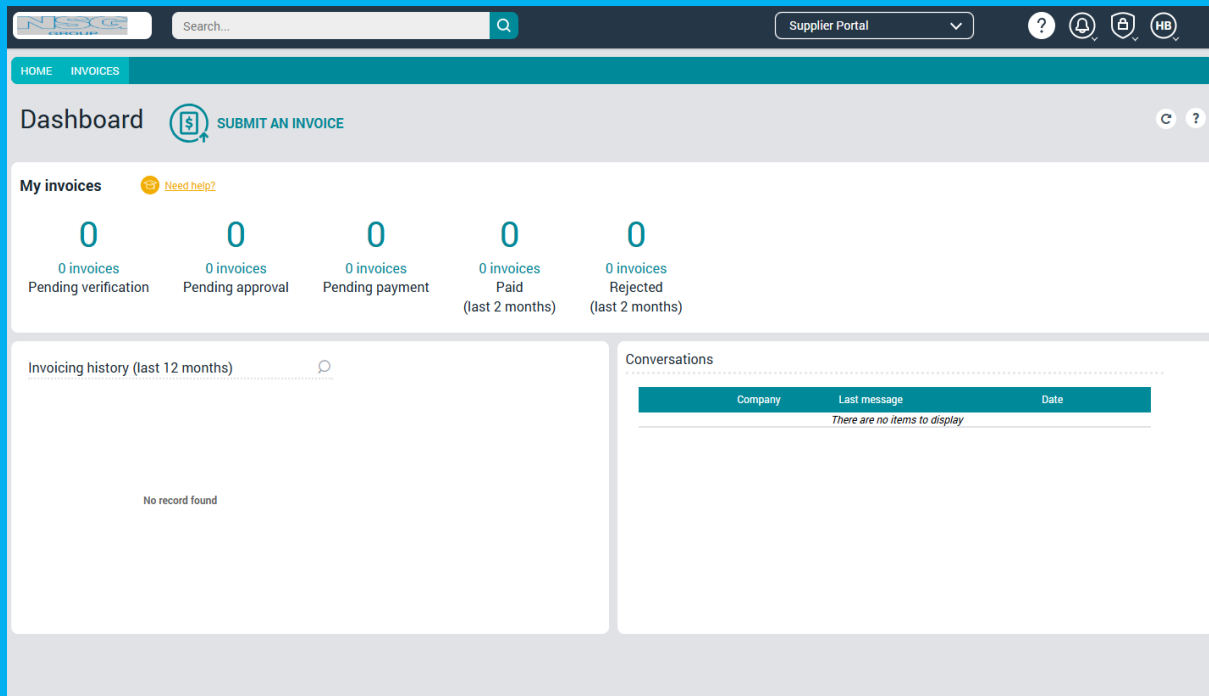 NSG
GROUP
Search...
Supplier Portal
?
HB
HOME INVOICES
Dashboard
$
SUBMIT AN INVOICE
?
My invoices
Need help?
0 0 0 0 0
0 invoices 0 invoices 0 invoices 0 invoices 0 invoices
Pending verification Pending approval Pending payment Paid Rejected
(last 2 months) (last 2 months)
Invoicing history (last 12 months)
No record found
Conversations
Company Last message Date
There are no items to display